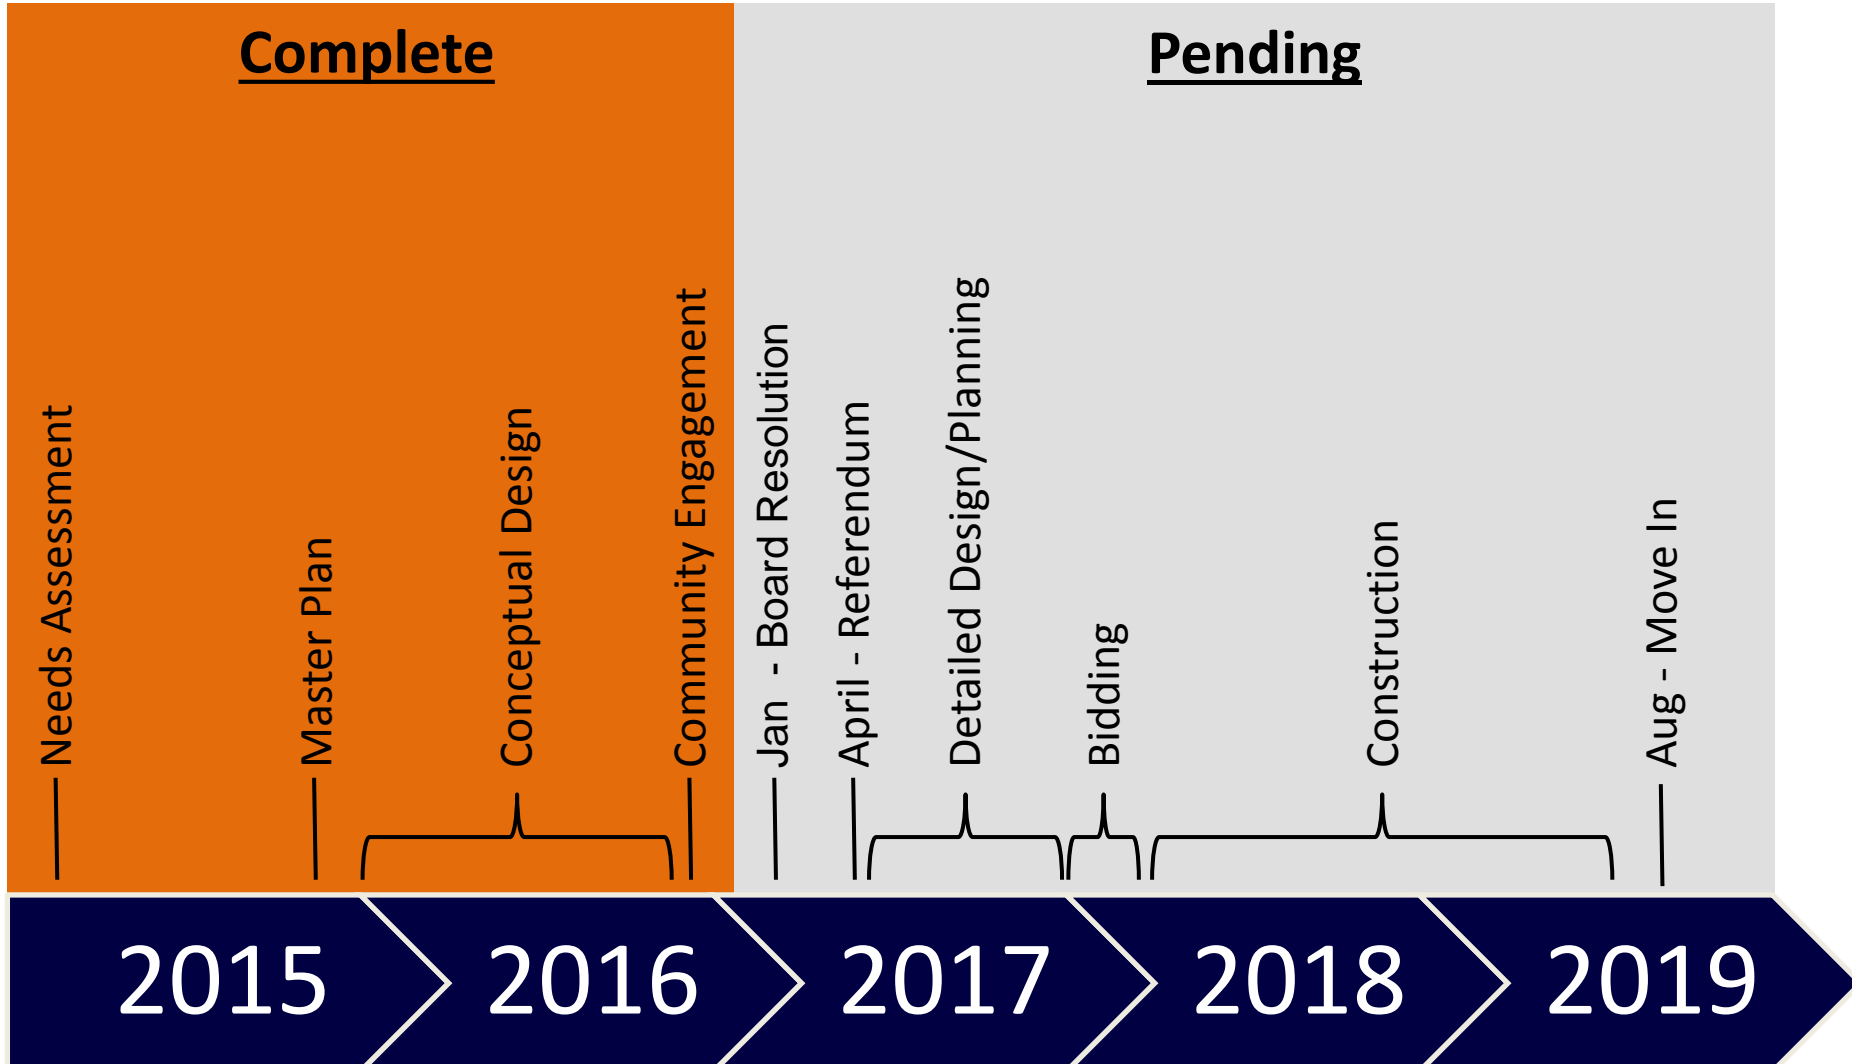 Complete
Pending
Needs Assessment
Master Plan
Conceptual Design
Community Engagement
Jan - Board Resolution
April - Referendum
Detailed Design/Planning
Bidding
Construction
Aug - Move In
2015
2016
2017
2018
2019